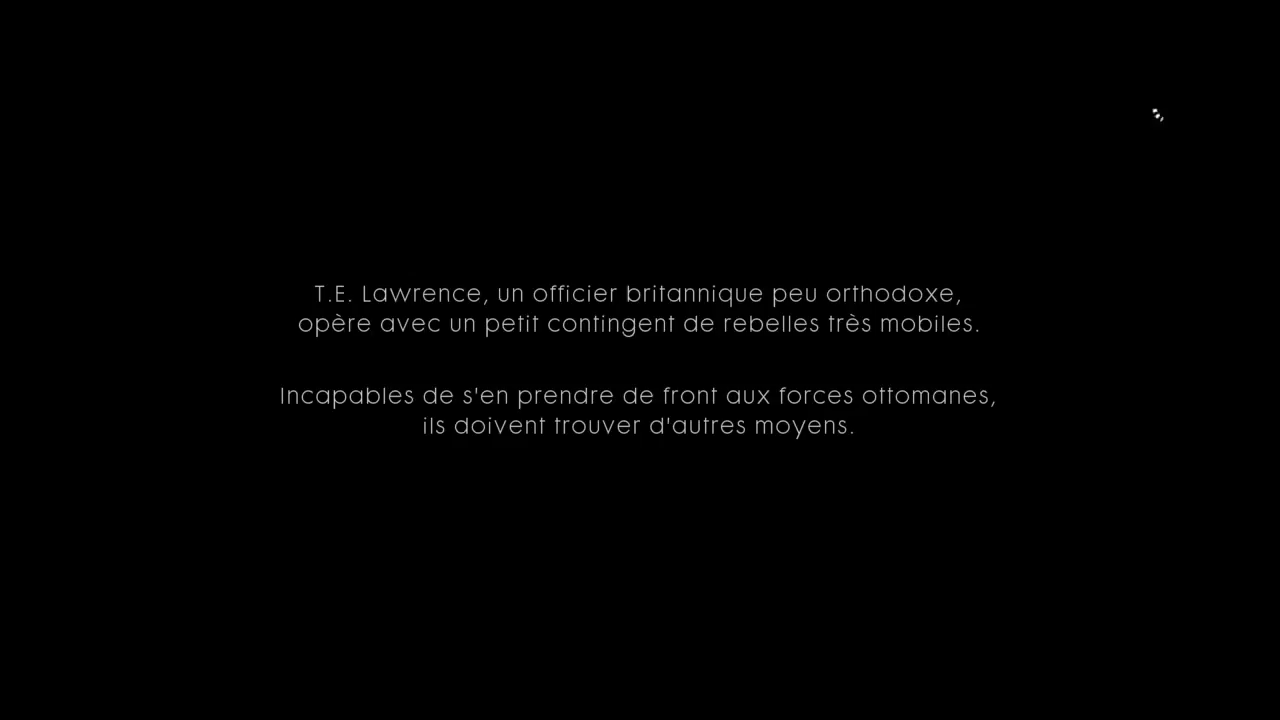 T.E. Lawrence, un officier britannique peu orthodoxe,
opère avec un petit contingent de rebelles très mobiles.
Incapables de s'en prendre de front aux forces ottomanes,
ils doivent trouver d'autres moyens.